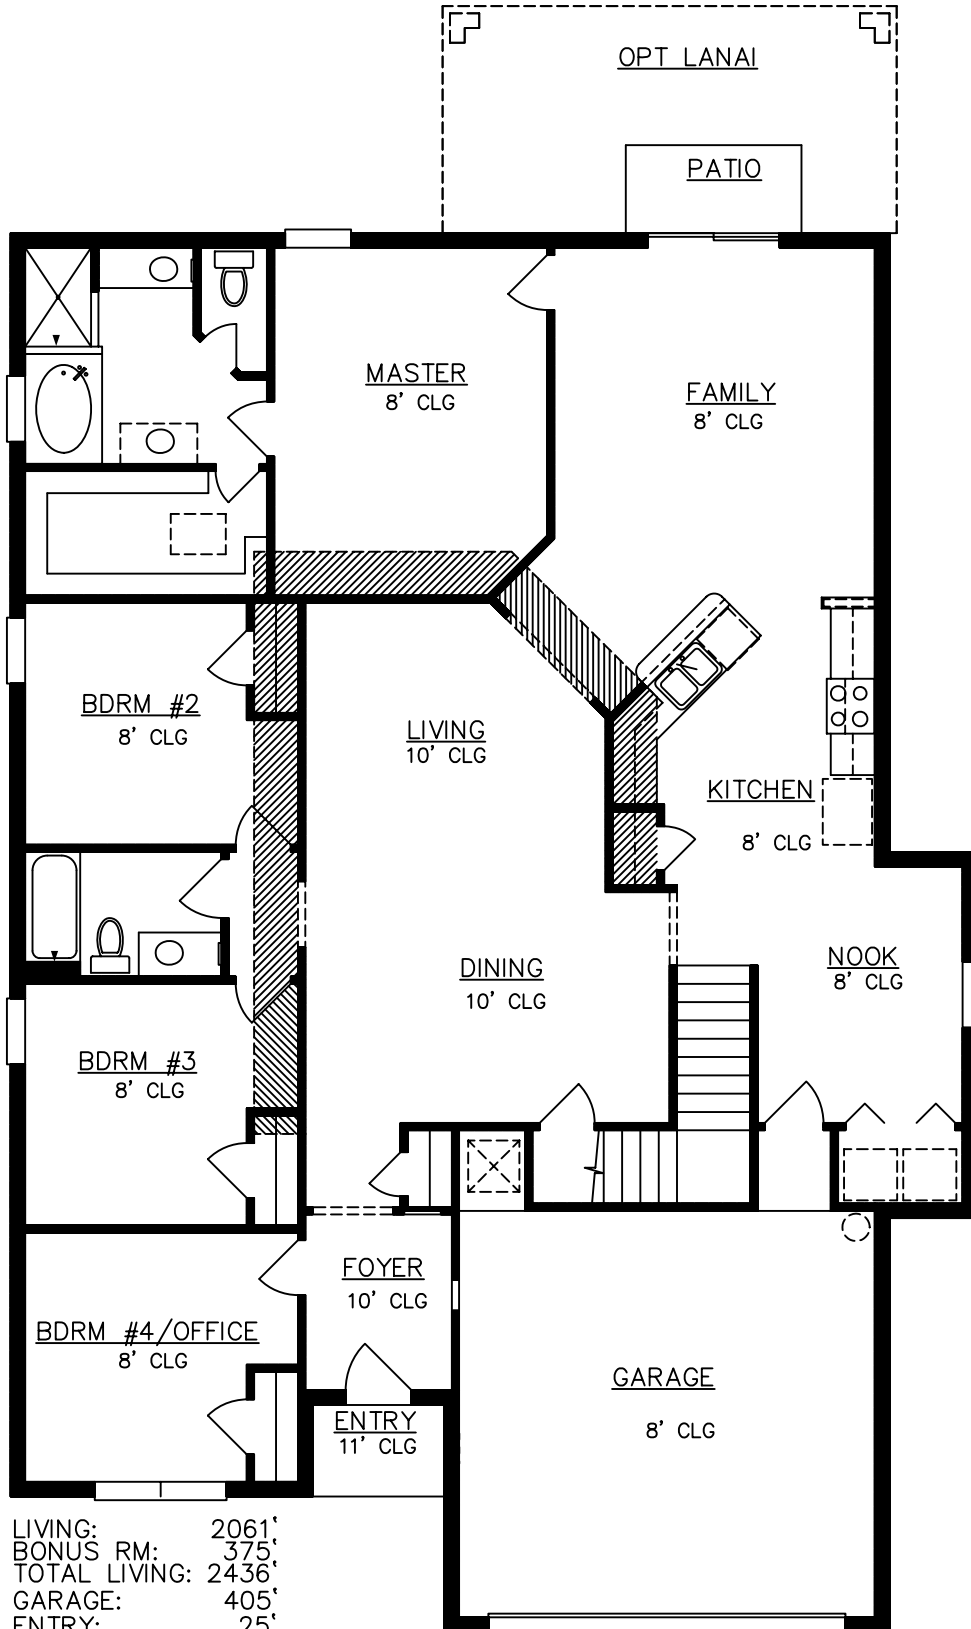 OPT LANAI
PATIO
MASTER
8' CLG
FAMILY
8' CLG
BDRM #2
8' CLG
LIVING
10' CLG
KITCHEN
8' CLG
DINING
10' CLG
NOOK
8' CLG
BDRM #3
8' CLG
FOYER
10' CLG
BDRM #4/OFFICE
8' CLG
GARAGE
8' CLG
ENTRY
11' CLG
LIVING: 2061'
BONUS RM: 375'
TOTAL LIVING: 2436'
GARAGE: 405'
ENTRY: 25'